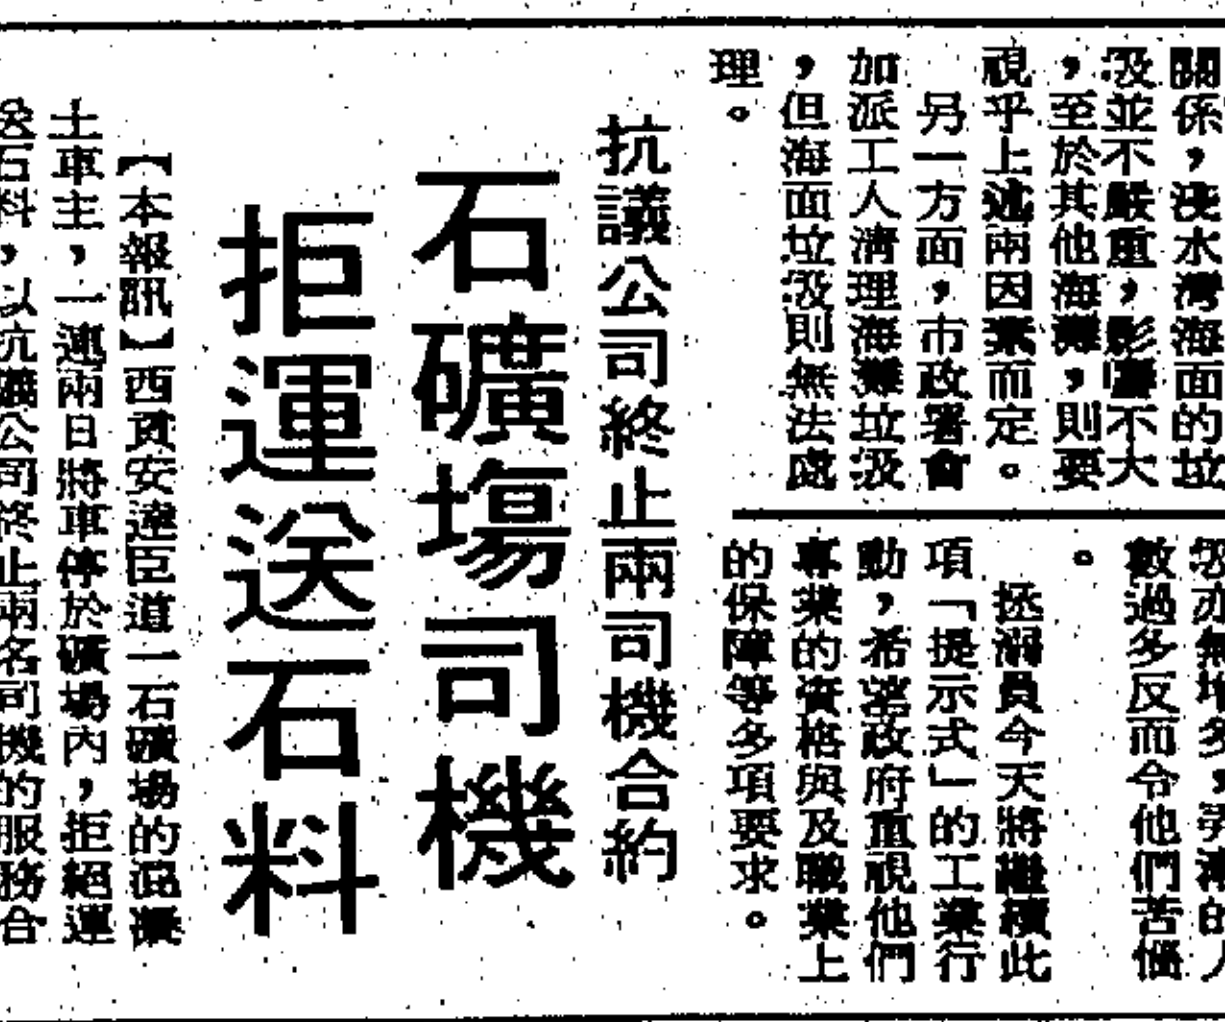 關係，淺水灣海面的垃
圾並不嚴重，影響不大
，至於其他海灘，則要
視乎上述兩因素而定。
另一方面，市政署會
加派工人清理海灘垃圾
，但海面垃圾則無法處
理。
圾亦無增多，弄潮的人
數過多反而令他們苦惱
。
拯溺員今天將繼續此
項「提示式」的工業行
動，希望政府重視他們
專業的資格與及職業上
的保障等多項要求。
抗議公司終止兩司機合約
石礦塲司機
拒運送石料
【本報訊】西貢安達臣道一石礦場的混凝
土車主，一連兩日將車停於礦場內，拒絕運
送石料，以抗議公司終止兩名司機的服務合